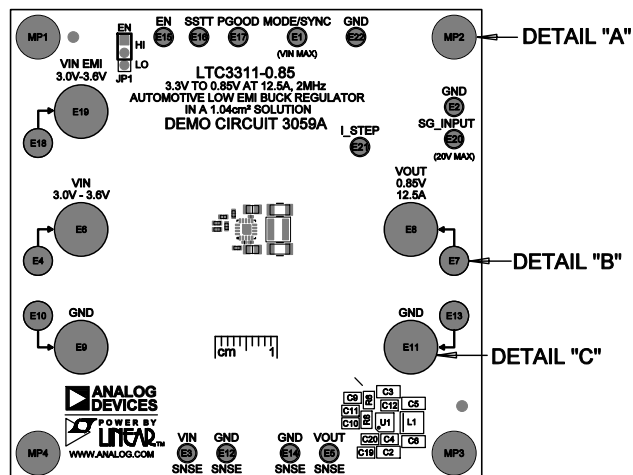 EN SSTT PGOOD MODE/SYNC GND
MP1 EN E15 E16 E17 E1 E22 MP2 DETAIL "A"
HI
LO
JP1
(VIN MAX)
VIN EMI
3.0V-3.6V
LTC3311-0.85
3.3V TO 0.85V AT 12.5A, 2MHz
AUTOMOTIVE LOW EMI BUCK REGULATOR
IN A 1.04cm² SOLUTION
DEMO CIRCUIT 3059A
GND
E2
SG_INPUT
E20
(20V MAX)
I_STEP
E21
E19
E18
VIN
3.0V - 3.6V
VOUT
0.85V
12.5A
E6
E8
E4
E7 DETAIL "B"
E10
GND
GND
E13
E9
E11
DETAIL "C"
cm 1
ANALOG
DEVICES
POWER BY
LINEAR™
WWW.ANALOG.COM
C3
C9 R6 C12 C5
C11
C10 R8 U1 L1
C20 C4 C6
C19 C2
MP4
VIN GND GND VOUT
E3 E12 E14 E5
SNSE SNSE SNSE SNSE
MP3